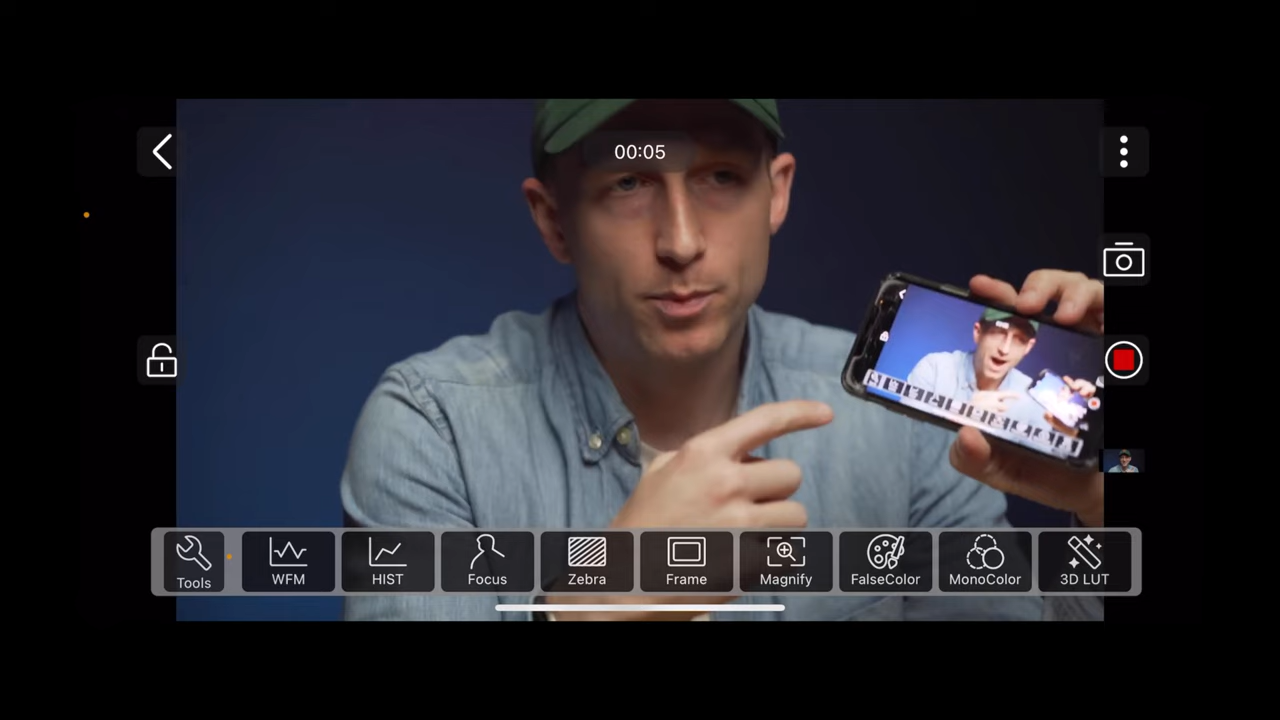 00:05
Tools
WFM
HIST
Focus
Zebra
Frame
Magnify
FalseColor
MonoColor
3D LUT